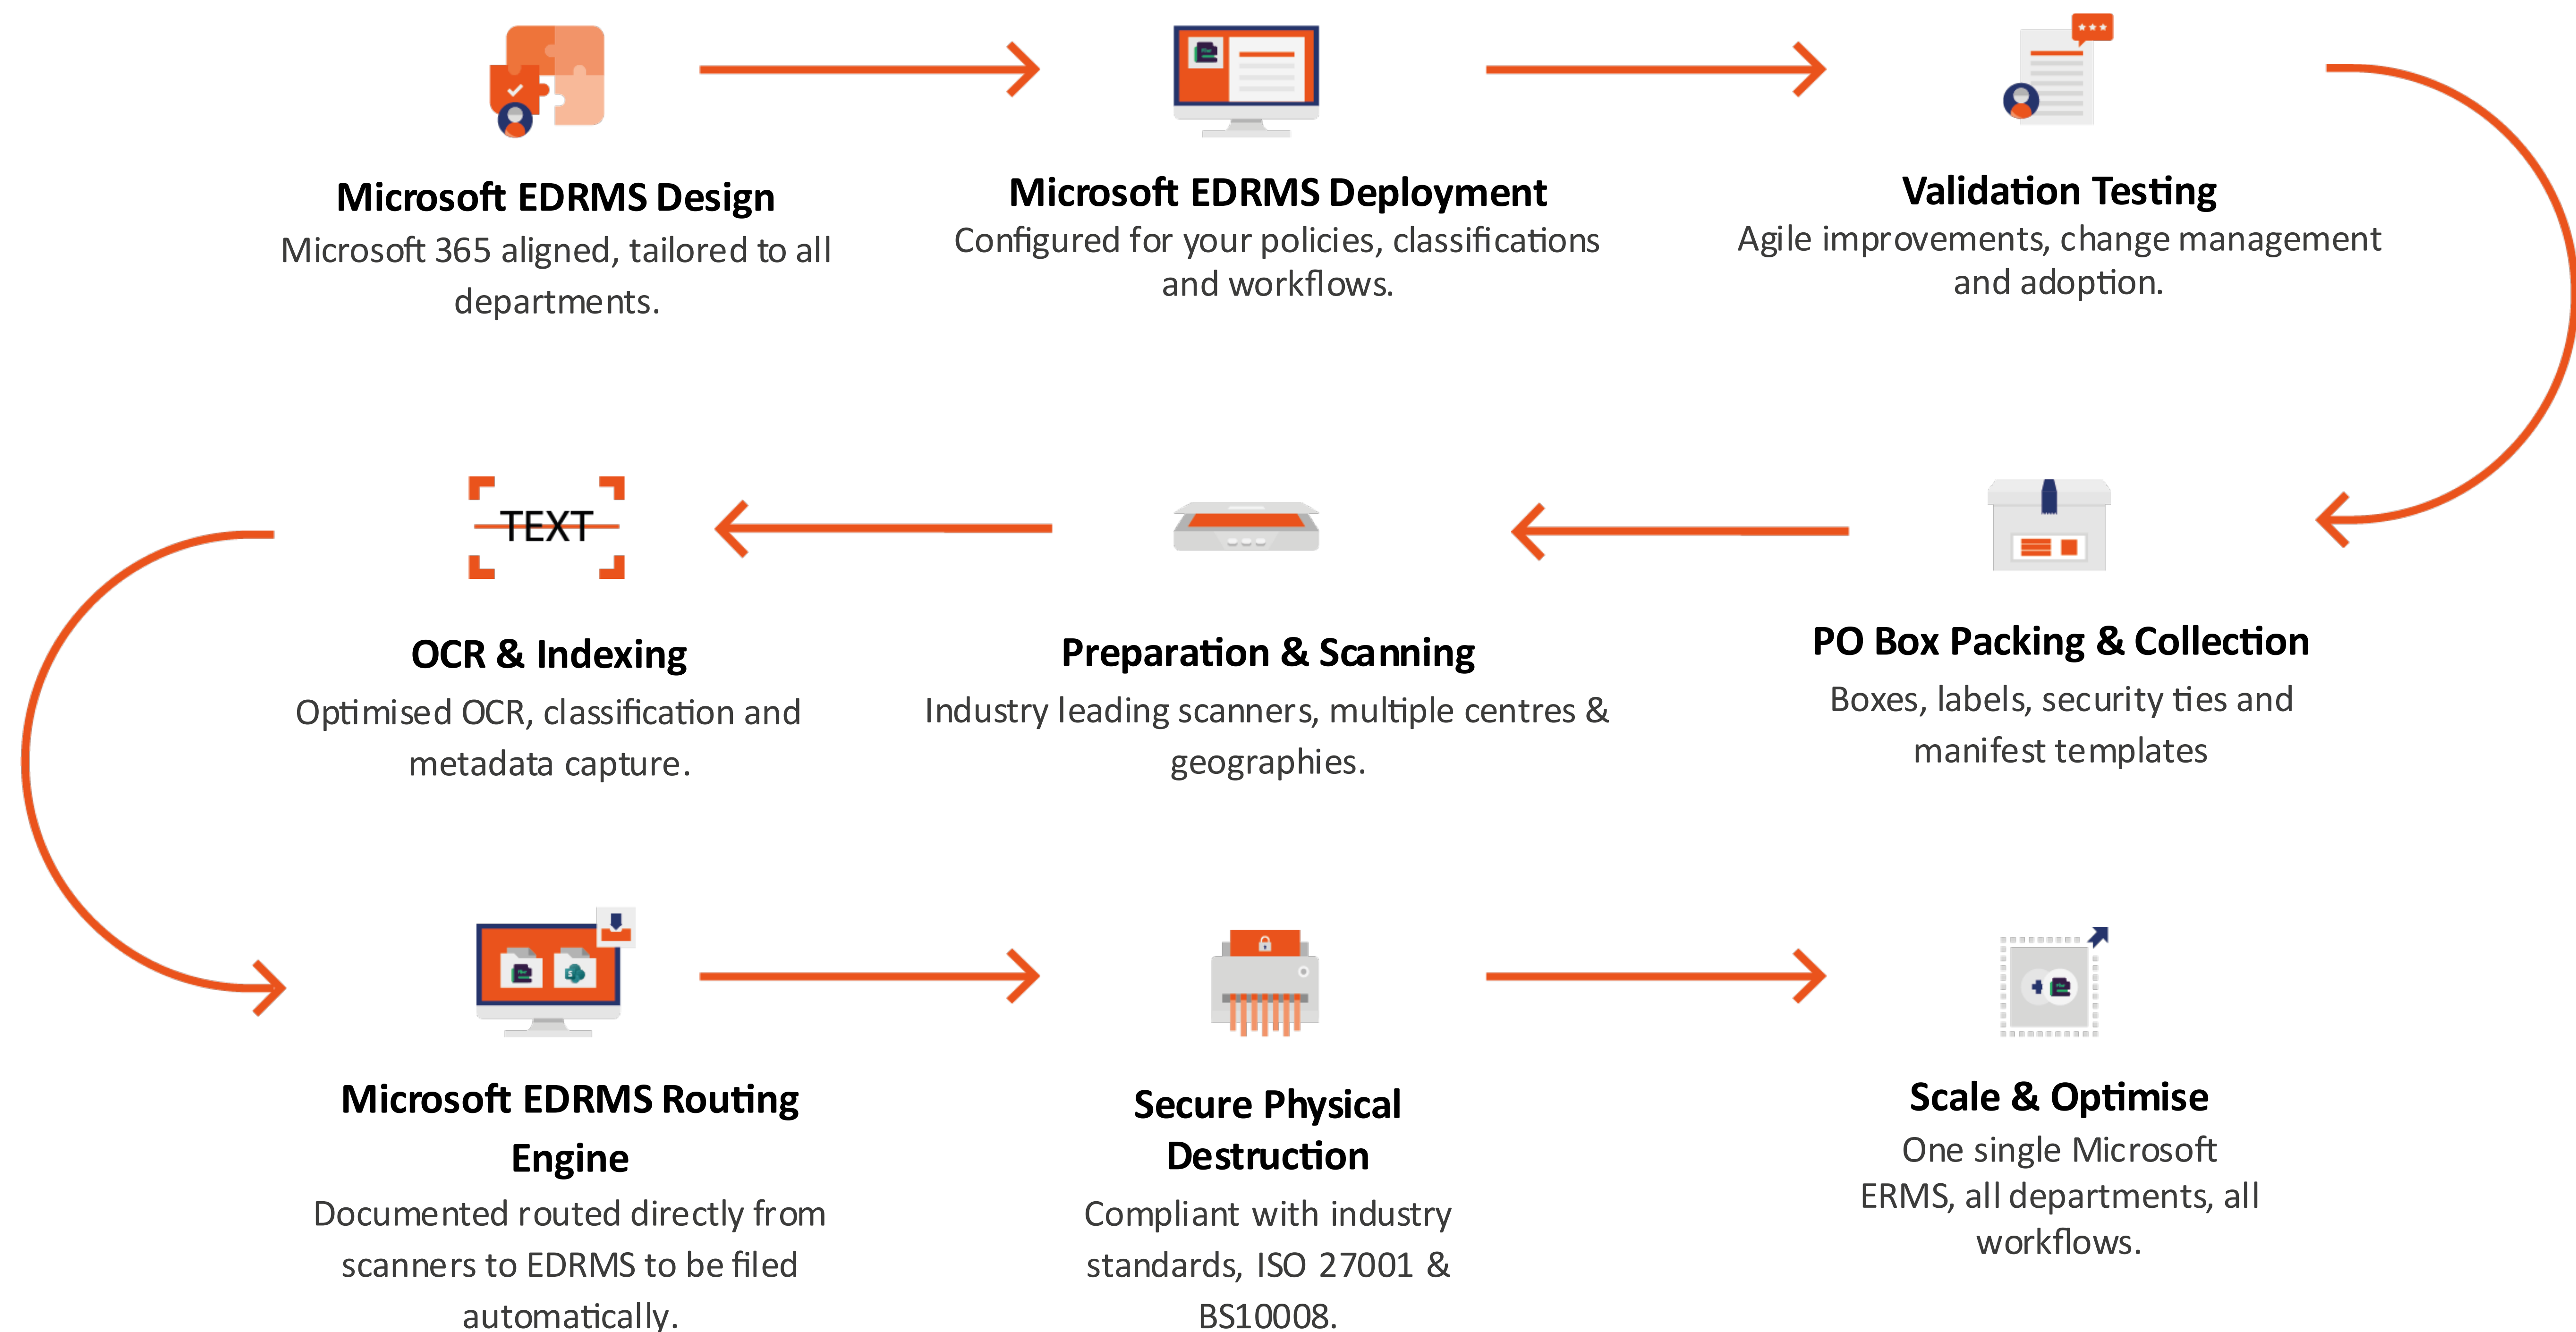 Microsoft EDRMS Design
Microsoft 365 aligned, tailored to all
departments.
Microsoft EDRMS Deployment
Configured for your policies, classifications
and workflows.
Validation Testing
Agile improvements, change management
and adoption.
PO Box Packing & Collection
Boxes, labels, security ties and
manifest templates
Preparation & Scanning
Industry leading scanners, multiple centres &
geographies.
TEXT
OCR & Indexing
Optimised OCR, classification and
metadata capture.
Microsoft EDRMS Routing
Engine
Documented routed directly from
scanners to EDRMS to be filed
automatically.
Secure Physical
Destruction
Compliant with industry
standards, ISO 27001 &
BS10008.
Scale & Optimise
One single Microsoft
ERMS, all departments, all
workflows.